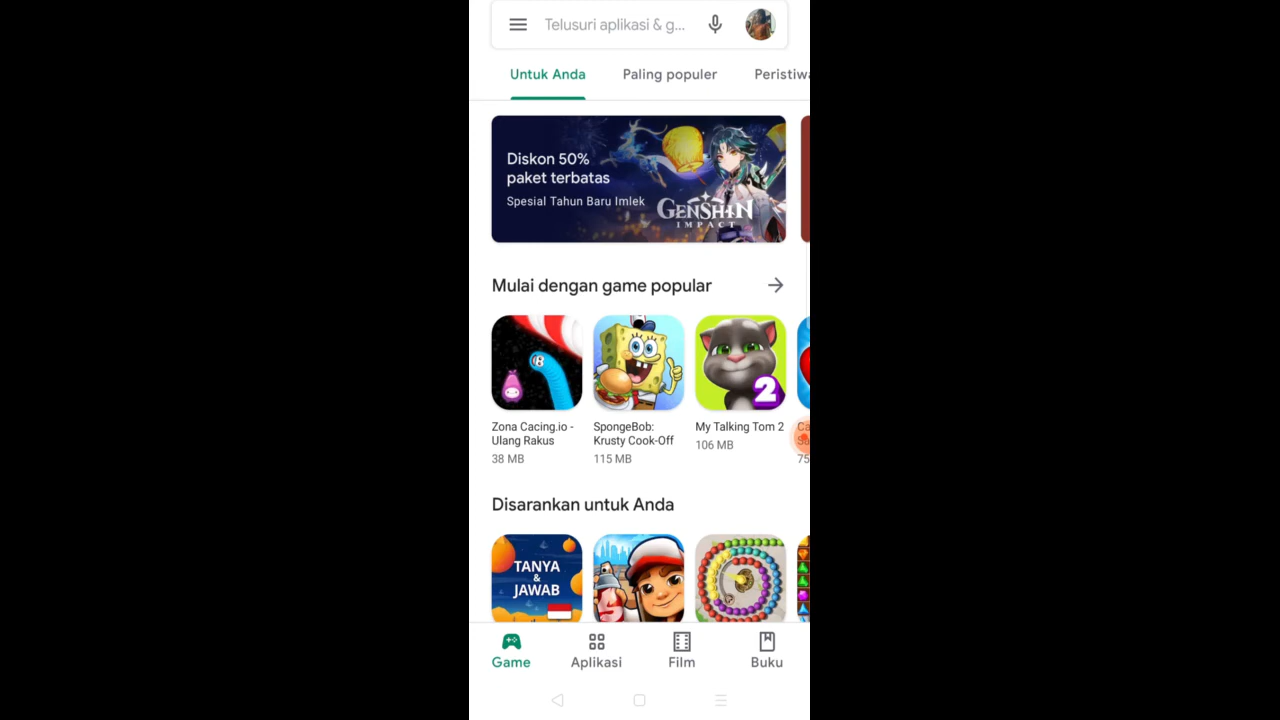 Telusuri aplikasi & g...
Untuk Anda
Paling populer
Peristiwa
Diskon 50%
paket terbatas
Spesial Tahun Baru Imlek
GENSHIN
IMPACT
Mulai dengan game popular
2
Zona Cacing.io -
Ulang Rakus
38 MB
SpongeBob:
Krusty Cook-Off
115 MB
My Talking Tom 2
106 MB
75
Disarankan untuk Anda
TANYA
&
JAWAB
Game
Aplikasi
Film
Buku